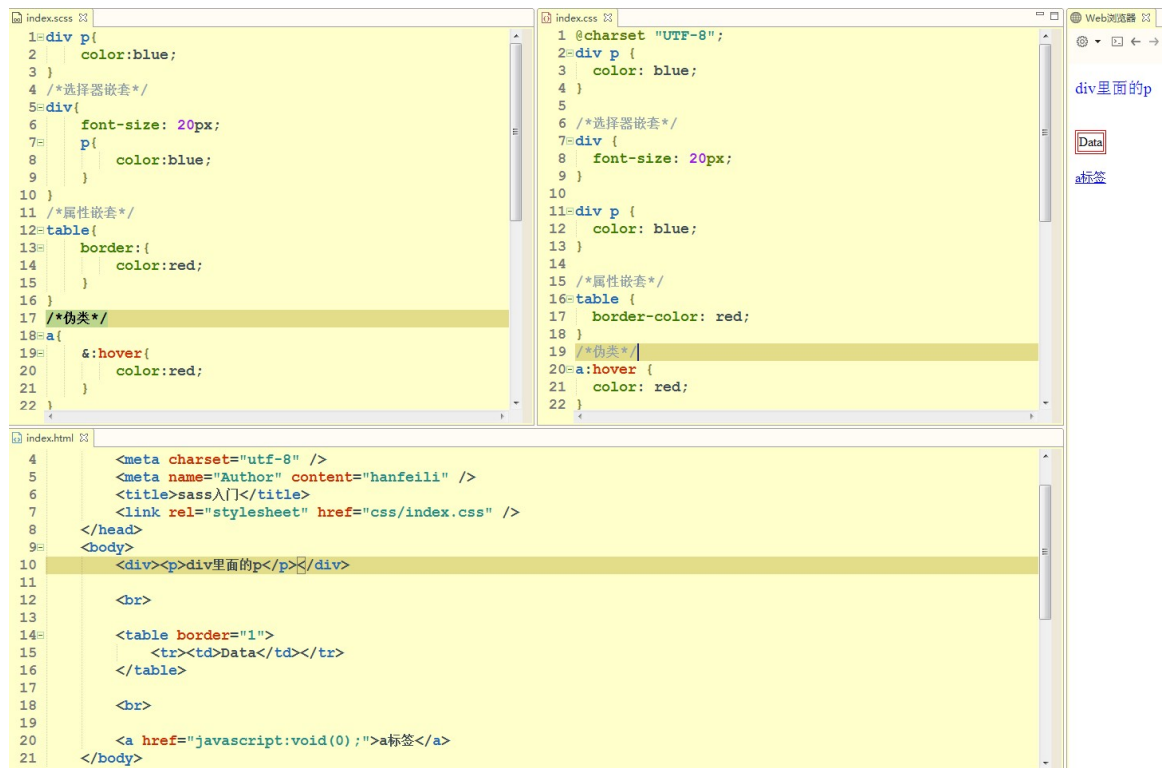 index.scss
1 div p{
2 color:blue;
3 }
4 /*选择器嵌套*/
5 div{
6 font-size: 20px;
7 p{
8 color:blue;
9 }
10 }
11 /*属性嵌套*/
12 table{
13 border:{
14 color:red;
15 }
16 }
17 /*伪类*/
18 a{
19 &:hover{
20 color:red;
21 }
22 }
index.css
1 @charset "UTF-8";
2 div p {
3 color: blue;
4 }
5
6 /*选择器嵌套*/
7 div {
8 font-size: 20px;
9 }
10
11 div p {
12 color: blue;
13 }
14
15 /*属性嵌套*/
16 table {
17 border-color: red;
18 }
19 /*伪类*/
20 a:hover {
21 color: red;
22 }
Web浏览器
div里面的p
Data
a标签
index.html
4 <meta charset="utf-8" />
5 <meta name="Author" content="hanfeili" />
6 <title>sass入门</title>
7 <link rel="stylesheet" href="css/index.css" />
8 </head>
9 <body>
10 <div><p>div里面的p</p></div>
11
12 <br>
13
14 <table border="1">
15 <tr><td>Data</td></tr>
16 </table>
17
18 <br>
19
20 <a href="javascript:void(0);">a标签</a>
21 </body>